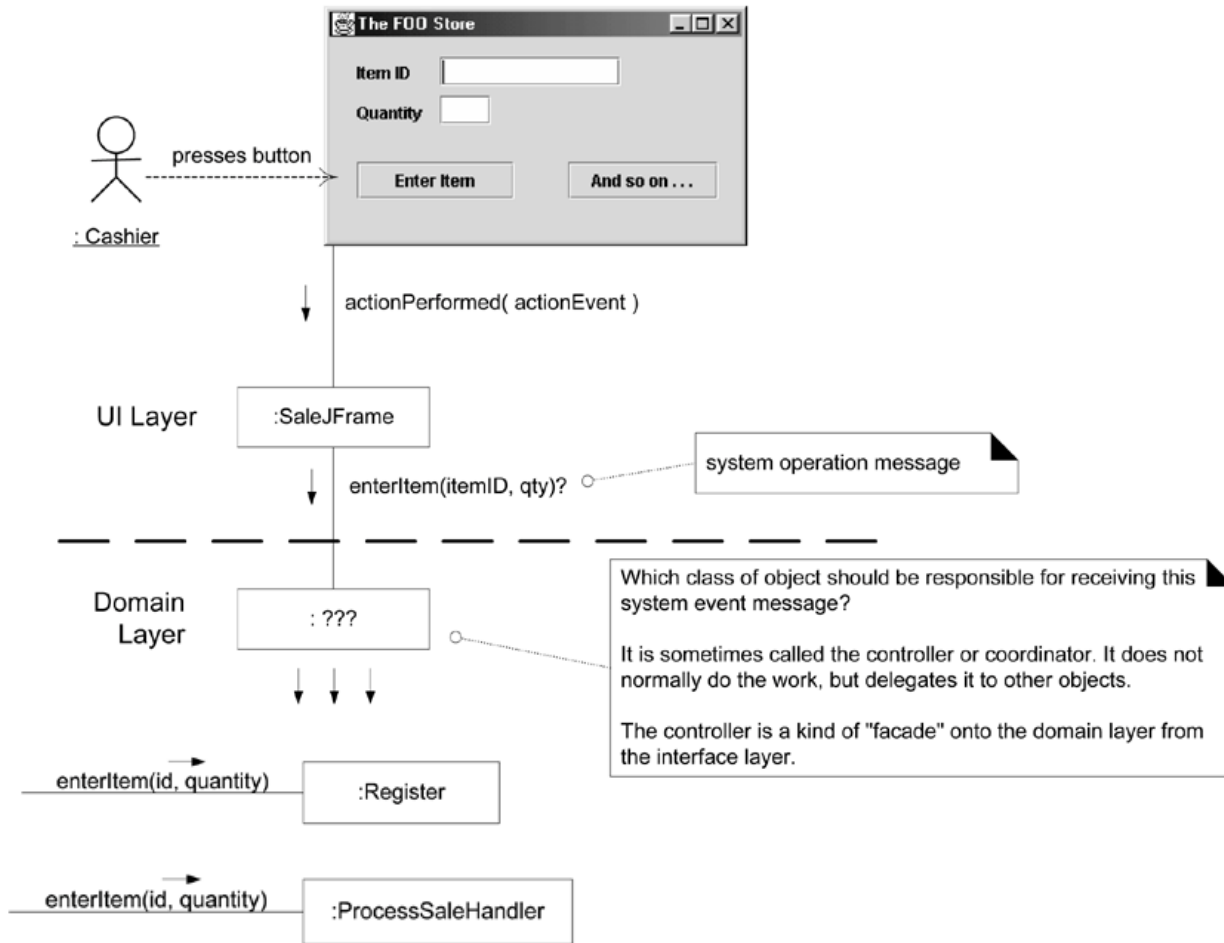 The FOO Store
Item ID
Quantity
presses button
Enter Item
And so on . . .
: Cashier
actionPerformed( actionEvent )
UI Layer
:SaleJFrame
system operation message
enterItem(itemID, qty)?
Domain
Layer
: ???
Which class of object should be responsible for receiving this
system event message?
It is sometimes called the controller or coordinator. It does not
normally do the work, but delegates it to other objects.
The controller is a kind of "facade" onto the domain layer from
the interface layer.
enterItem(id, quantity)
:Register
enterItem(id, quantity)
:ProcessSaleHandler